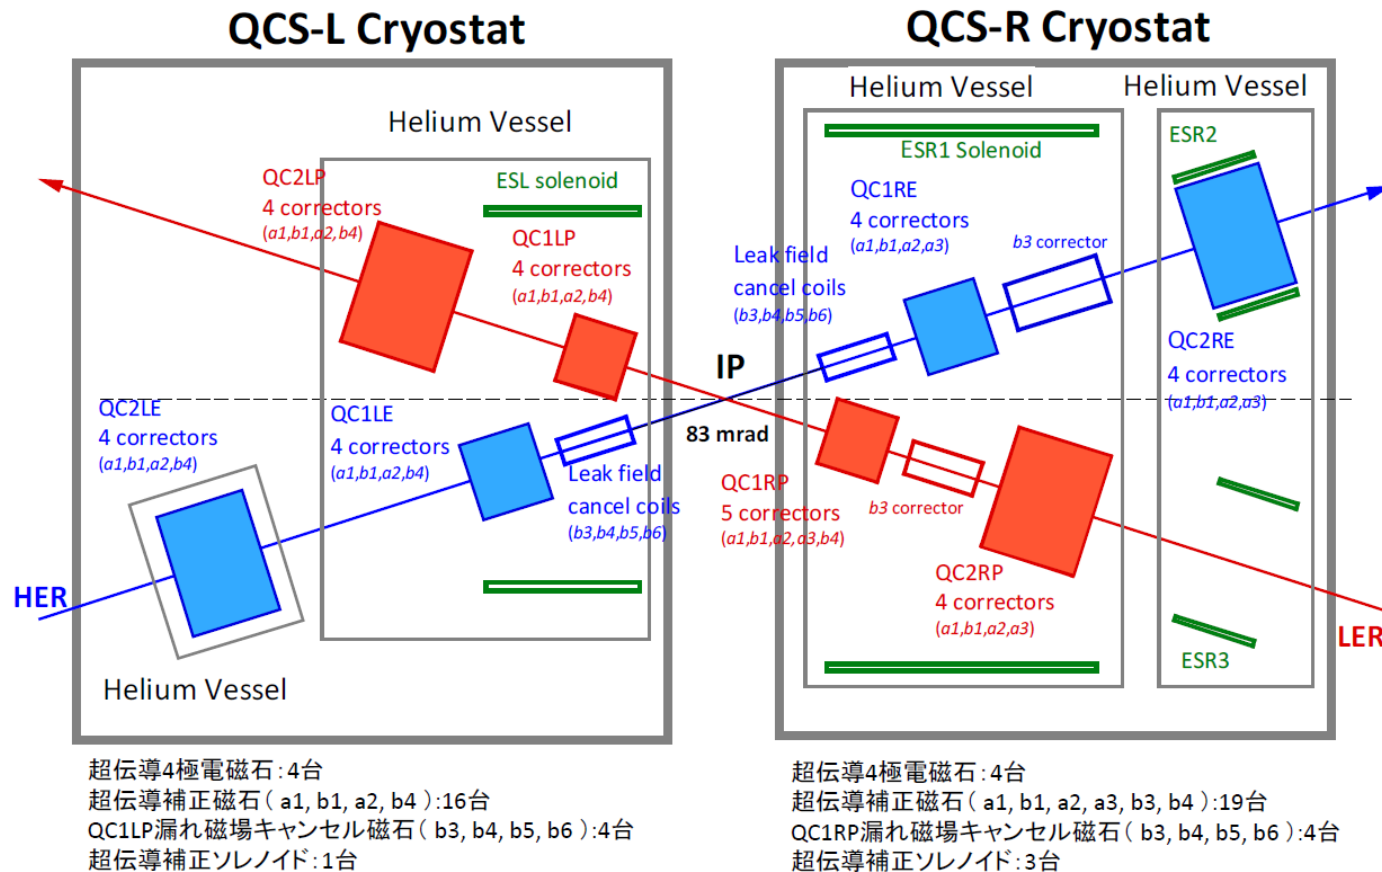 QCS-L Cryostat
QCS-R Cryostat
Helium Vessel
QC2LP
4 correctors
(a1,b1,a2,b4)
ESL solenoid
QC1LP
4 correctors
(a1,b1,a2,b4)
QC2LE
4 correctors
(a1,b1,a2,b4)
QC1LE
4 correctors
(a1,b1,a2,b4)
Leak field
cancel coils
(b3,b4,b5,b6)
HER
Helium Vessel
IP
83 mrad
Helium Vessel
Helium Vessel
ESR1 Solenoid
ESR2
QC1RE
4 correctors
(a1,b1,a2,a3)
b3 corrector
Leak field
cancel coils
(b3,b4,b5,b6)
QC2RE
4 correctors
(a1,b1,a2,a3)
QC1RP
5 correctors
(a1,b1,a2,a3,b4)
b3 corrector
QC2RP
4 correctors
(a1,b1,a2,a3)
LER
ESR3
超伝導4極電磁石:4台
超伝導補正磁石( a1, b1, a2, b4 ):16台
QC1LP漏れ磁場キャンセル磁石( b3, b4, b5, b6 ):4台
超伝導補正ソレノイド:1台
超伝導4極電磁石:4台
超伝導補正磁石( a1, b1, a2, a3, b3, b4 ):19台
QC1RP漏れ磁場キャンセル磁石( b3, b4, b5, b6 ):4台
超伝導補正ソレノイド:3台